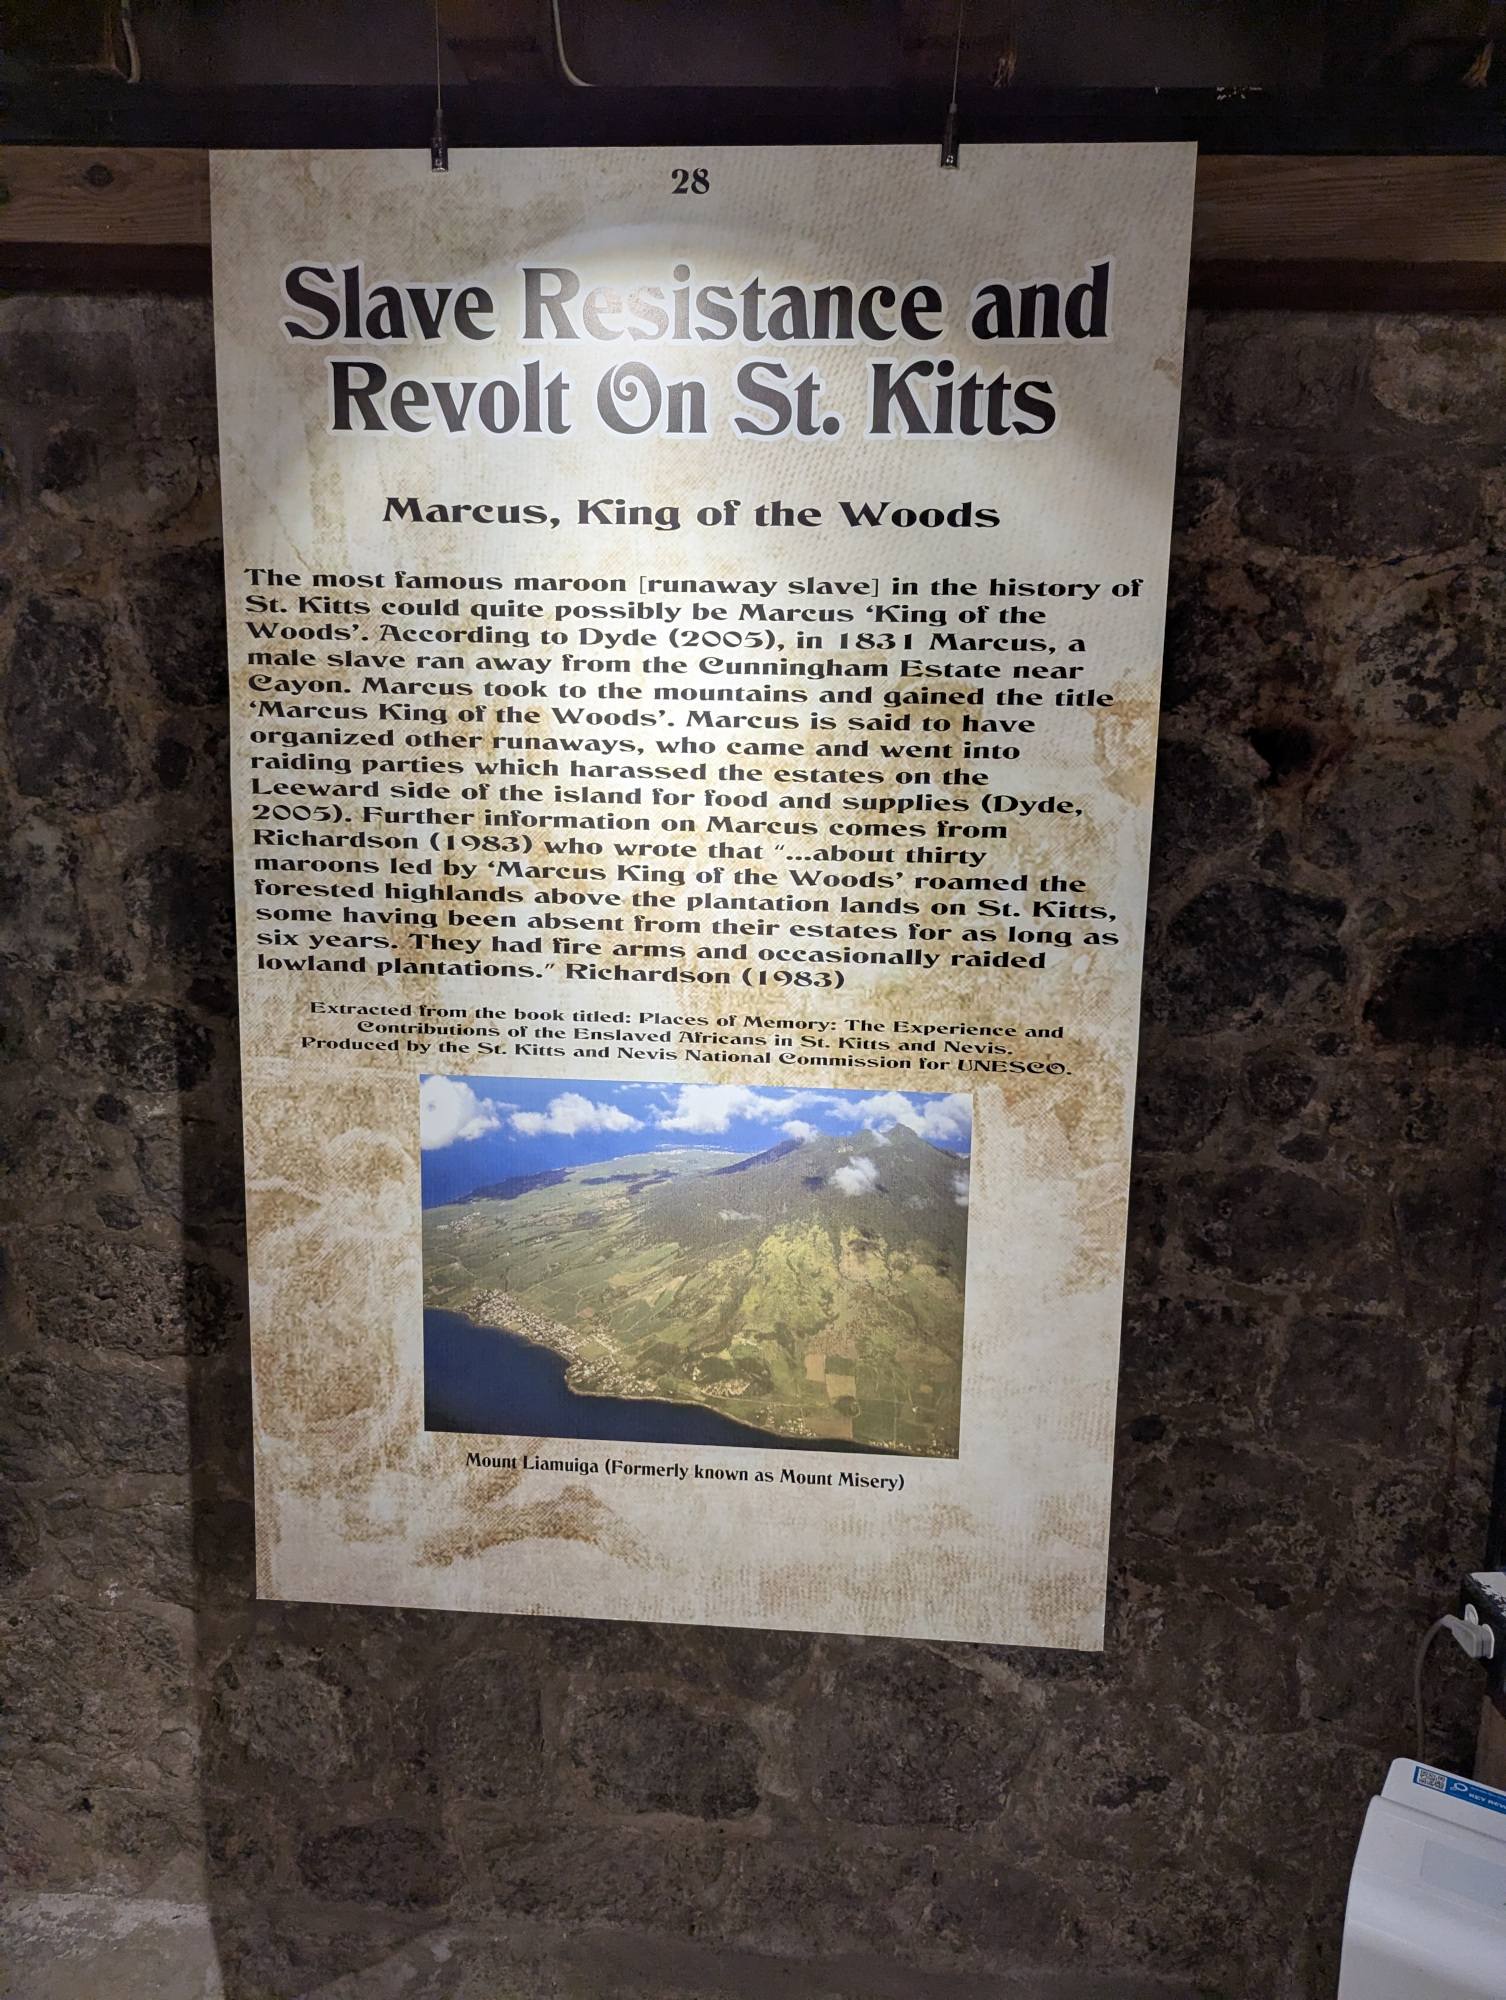 28
Slave Resistance and
Revolt On St. Kitts
Marcus, King of the Woods
The most famous maroon [runaway slave] in the history of
St. Kitts could quite possibly be Marcus ‘King of the
Woods’. According to Dyde (2005), in 1831 Marcus, a
male slave ran away from the Cunningham Estate near
Cayon. Marcus took to the mountains and gained the title
‘Marcus King of the Woods’. Marcus is said to have
organized other runaways, who came and went into
raiding parties which harassed the estates on the
Leeward side of the island for food and supplies (Dyde,
2005). Further information on Marcus comes from
Richardson (1983) who wrote that “...about thirty
maroons led by ‘Marcus King of the Woods’ roamed the
forested highlands above the plantation lands on St. Kitts,
some having been absent from their estates for as long as
six years. They had fire arms and occasionally raided
lowland plantations.” Richardson (1983)
Extracted from the book titled: Places of Memory: The Experience and
Contributions of the Enslaved Africans in St. Kitts and Nevis.
Produced by the St. Kitts and Nevis National Commission for UNESCO.
Mount Liamuiga (Formerly known as Mount Misery)
KEY